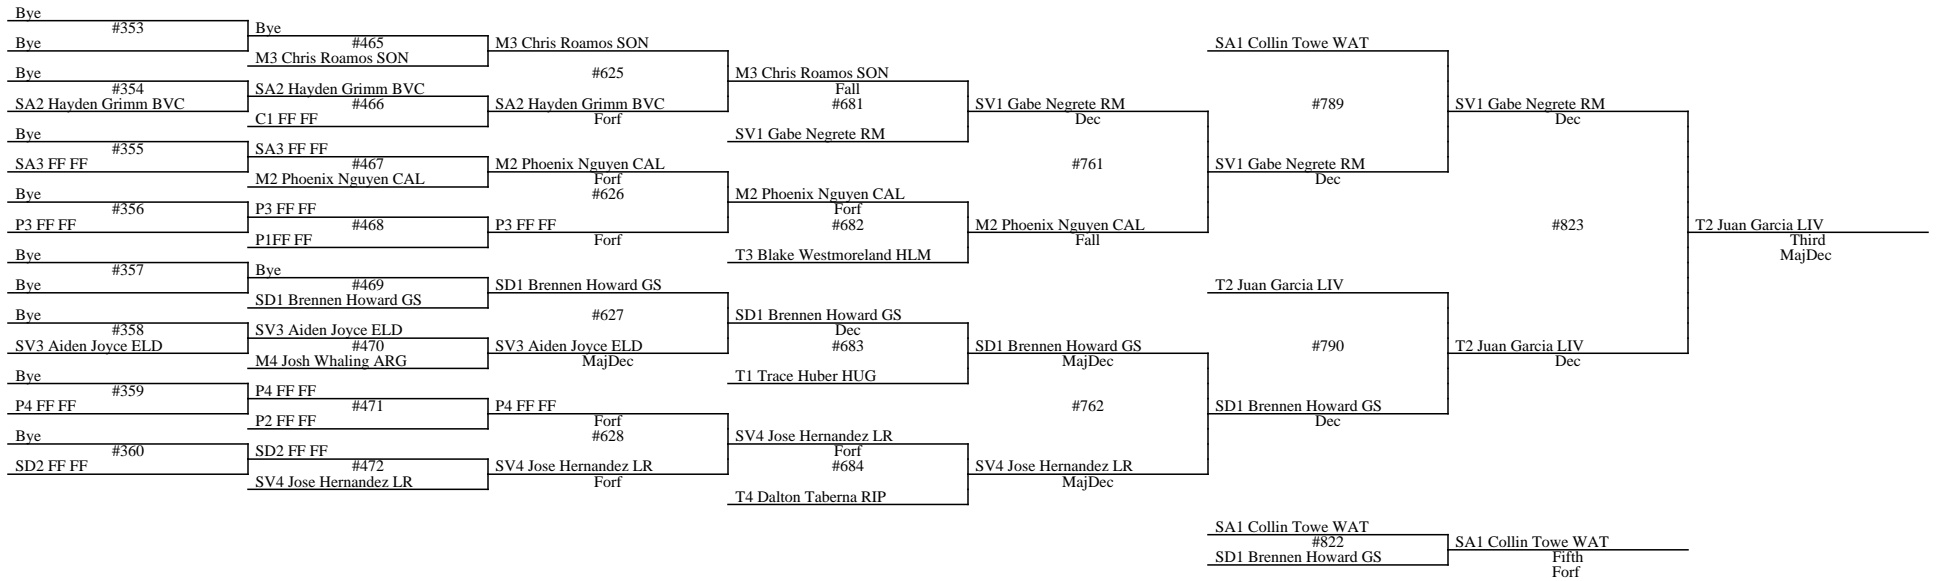 Bye
#353
Bye
Bye
#354
SA2 Hayden Grimm BVC
Bye
#355
SA3 FF FF
Bye
#356
P3 FF FF
Bye
#357
Bye
Bye
#358
SV3 Aiden Joyce ELD
Bye
#359
P4 FF FF
Bye
#360
SD2 FF FF
Bye
#465
M3 Chris Roamos SON
SA2 Hayden Grimm BVC
#466
C1 FF FF
SA3 FF FF
#467
M2 Phoenix Nguyen CAL
P3 FF FF
#468
P1FF FF
Bye
#469
SD1 Brennen Howard GS
SV3 Aiden Joyce ELD
#470
M4 Josh Whaling ARG
P4 FF FF
#471
P2 FF FF
SD2 FF FF
#472
SV4 Jose Hernandez LR
M3 Chris Roamos SON
#625
SA2 Hayden Grimm BVC
Forf
M2 Phoenix Nguyen CAL
Forf
#626
P3 FF FF
Forf
SD1 Brennen Howard GS
#627
SV3 Aiden Joyce ELD
MajDec
P4 FF FF
Forf
#628
SV4 Jose Hernandez LR
Forf
M3 Chris Roamos SON
Fall
#681
SV1 Gabe Negrete RM
M2 Phoenix Nguyen CAL
Forf
#682
T3 Blake Westmoreland HLM
SD1 Brennen Howard GS
Dec
#683
T1 Trace Huber HUG
SV4 Jose Hernandez LR
Forf
#684
T4 Dalton Taberna RIP
SV1 Gabe Negrete RM
Dec
#761
M2 Phoenix Nguyen CAL
Fall
SD1 Brennen Howard GS
MajDec
#762
SV4 Jose Hernandez LR
MajDec
SA1 Collin Towe WAT
#789
SV1 Gabe Negrete RM
Dec
T2 Juan Garcia LIV
#790
SD1 Brennen Howard GS
Dec
SV1 Gabe Negrete RM
Dec
#823
T2 Juan Garcia LIV
Dec
T2 Juan Garcia LIV
Third
MajDec
SA1 Collin Towe WAT
#822
SD1 Brennen Howard GS
SA1 Collin Towe WAT
Fifth
Forf